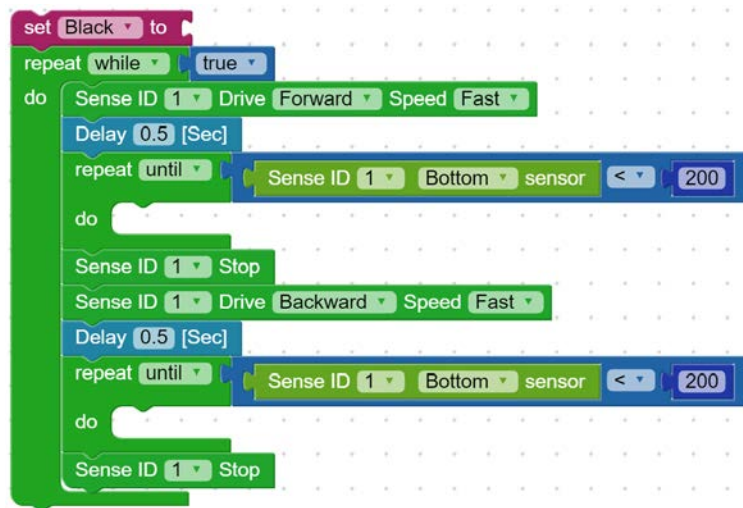 set Black to
repeat while true
do Sense ID 1 Drive Forward Speed Fast
Delay 0.5 [Sec]
repeat until Sense ID 1 Bottom sensor < 200
do
Sense ID 1 Stop
Sense ID 1 Drive Backward Speed Fast
Delay 0.5 [Sec]
repeat until Sense ID 1 Bottom sensor < 200
do
Sense ID 1 Stop